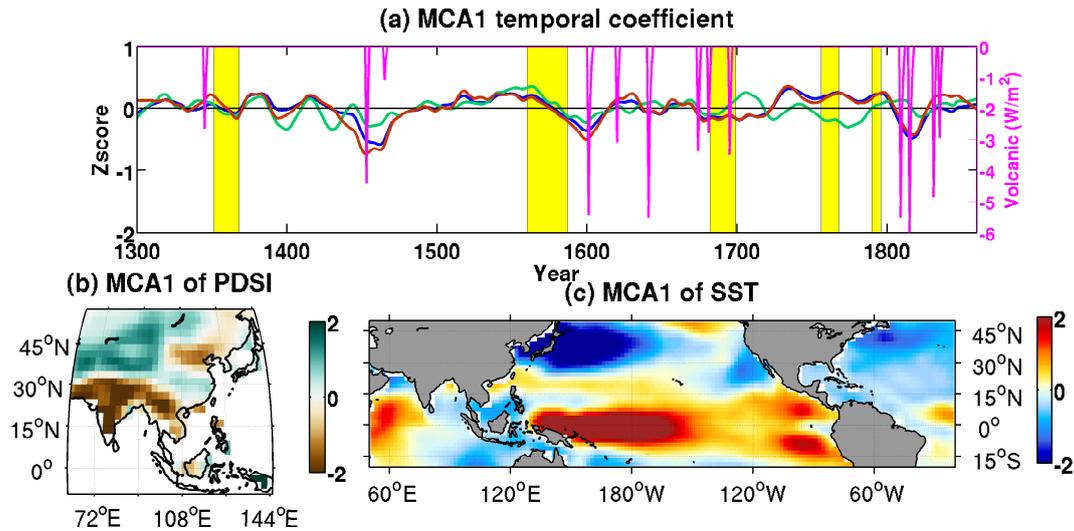 (a) MCA1 temporal coefficient
1
0
-1
-2
Zscore
0
-1
-2
-3
-4
-5
-6
Volcanic (W/m²)
1300 1400 1500 1600 1700 1800
Year
(b) MCA1 of PDSI
45°N
30°N
15°N
0°
72°E 108°E 144°E
2
0
-2
(c) MCA1 of SST
45°N
30°N
15°N
0°
15°S
60°E 120°E 180°W 120°W 60°W
2
0
-2